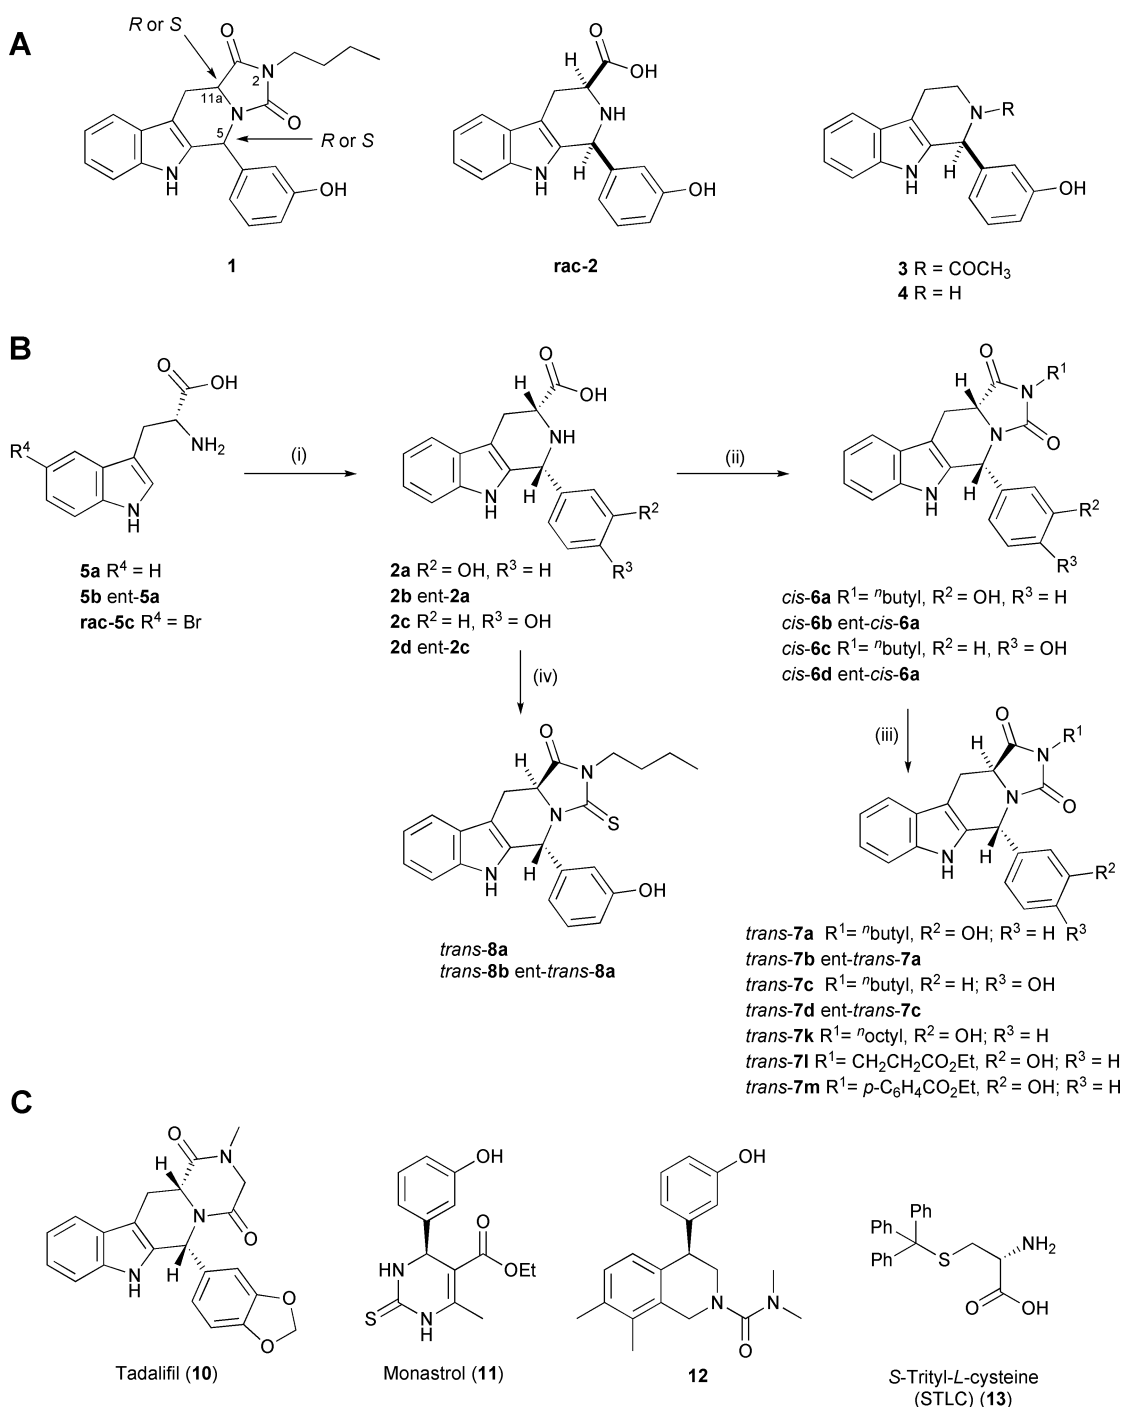 A
R or S
O
N
2
11a
N
O
5
R or S
N
H
OH
1
O
H
OH
NH
N
H
H
OH
rac-2
N
R
N
H
H
OH
3 R = COCH₃
4 R = H
B
O
OH
NH₂
R⁴
N
H
5a R⁴ = H
5b ent-5a
rac-5c R⁴ = Br
(i)
O
H
OH
NH
N
H
H
R²
R³
2a R² = OH, R³ = H
2b ent-2a
2c R² = H, R³ = OH
2d ent-2c
(ii)
O
H
N
R¹
N
O
N
H
H
R²
R³
cis-6a R¹= ⁿbutyl, R² = OH, R³ = H
cis-6b ent-cis-6a
cis-6c R¹= ⁿbutyl, R² = H, R³ = OH
cis-6d ent-cis-6a
(iv)
O
H
N
N
S
N
H
H
OH
trans-8a
trans-8b ent-trans-8a
(iii)
O
H
N
R¹
N
O
N
H
H
R²
R³
trans-7a R¹= ⁿbutyl, R² = OH; R³ = H
trans-7b ent-trans-7a
trans-7c R¹= ⁿbutyl, R² = H; R³ = OH
trans-7d ent-trans-7c
trans-7k R¹= ⁿoctyl, R² = OH; R³ = H
trans-7l R¹= CH₂CH₂CO₂Et, R² = OH; R³ = H
trans-7m R¹= p-C₆H₄CO₂Et, R² = OH; R³ = H
C
O
N
H
N
O
N
H
H
O
O
Tadalifil (10)
OH
O
HN
OEt
S
N
H
Monastrol (11)
OH
N
N
O
12
Ph
Ph
Ph
S
NH₂
O
OH
S-Trityl-L-cysteine
(STLC) (13)